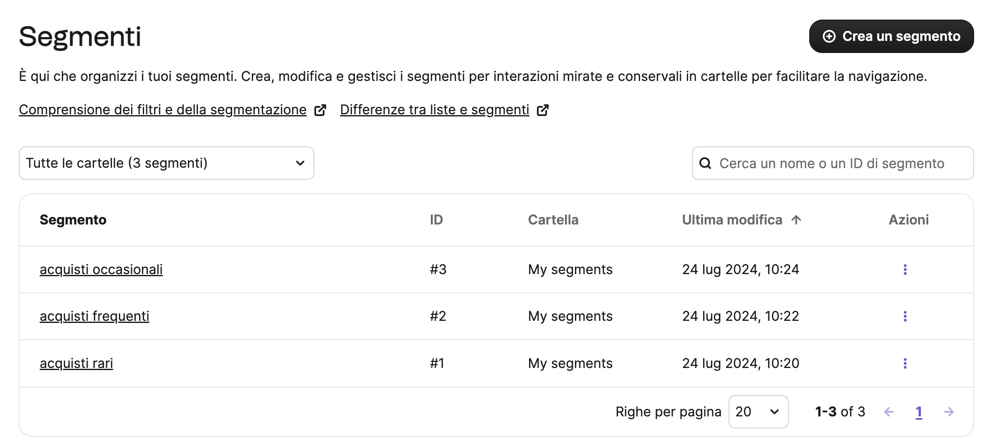 Segmenti
Crea un segmento
È qui che organizzi i tuoi segmenti. Crea, modifica e gestisci i segmenti per interazioni mirate e conservali in cartelle per facilitare la navigazione.
Comprensione dei filtri e della segmentazione Differenze tra liste e segmenti
Tutte le cartelle (3 segmenti) Cerca un nome o un ID di segmento
Segmento ID Cartella Ultima modifica Azioni
acquisti occasionali #3 My segments 24 lug 2024, 10:24
acquisti frequenti #2 My segments 24 lug 2024, 10:22
acquisti rari #1 My segments 24 lug 2024, 10:20
Righe per pagina 20 1-3 of 3 1